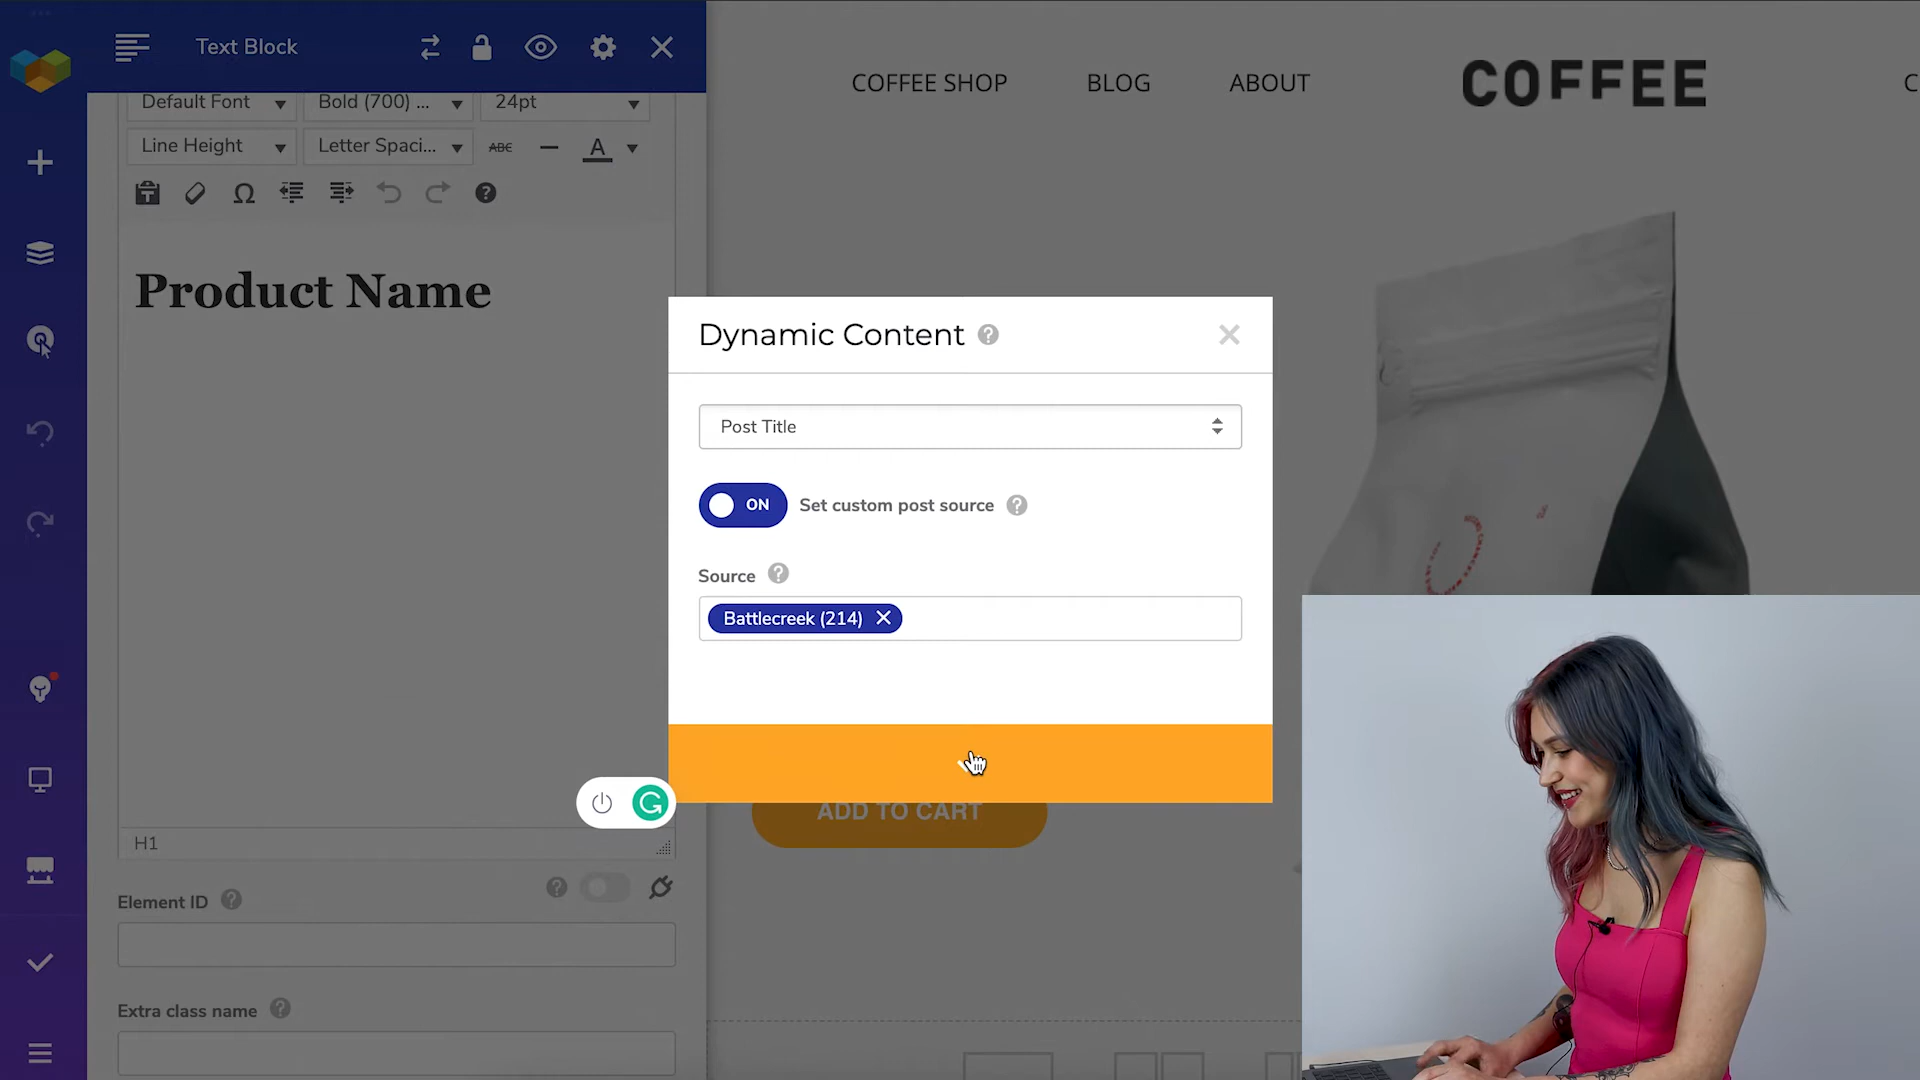 Text Block
COFFEE SHOP
BLOG
ABOUT
COFFEE
C
Default Font
Bold (700) ...
24pt
Line Height
Letter Spaci...
ABC
A
Product Name
Dynamic Content
Post Title
ON
Set custom post source
Source
Battlecreek (214)
ADD TO CART
H1
Element ID
Extra class name